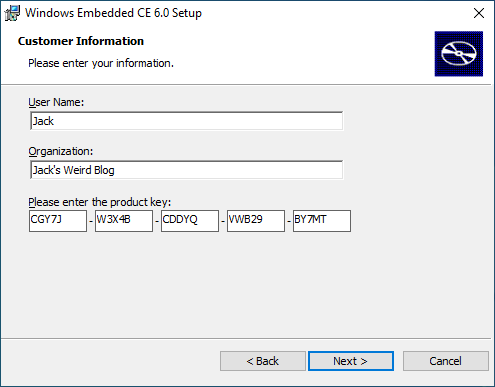 Windows Embedded CE 6.0 Setup
Customer Information
Please enter your information.
User Name:
Jack
Organization:
Jack's Weird Blog
Please enter the product key:
CGY7J - W3X4B - CDDYQ - VWB29 - BY7MT
< Back Next > Cancel